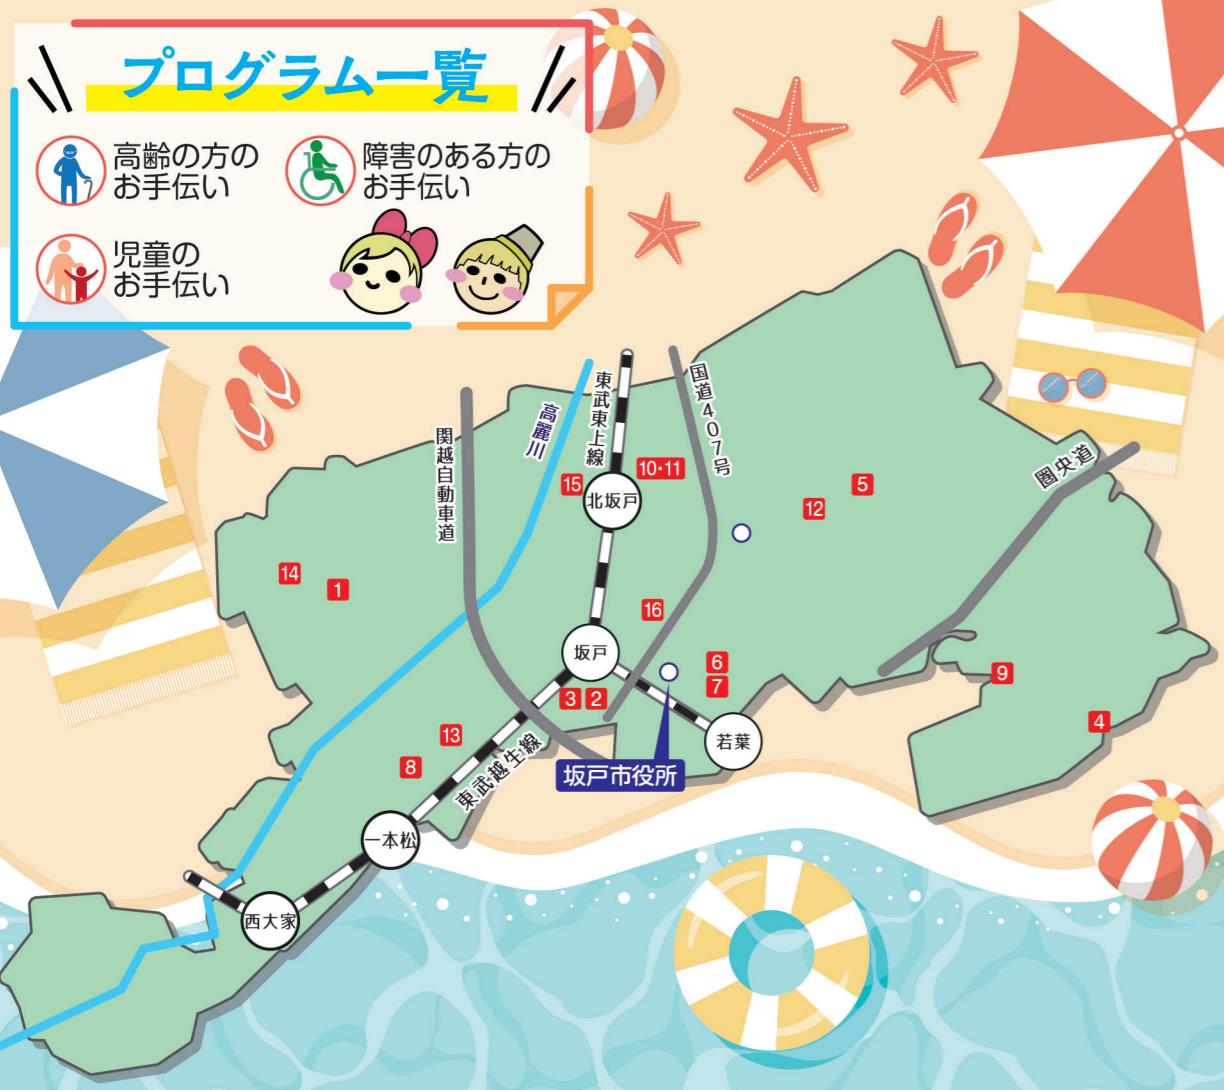 プログラム一覧
高齢の方の
お手伝い
障害のある方の
お手伝い
児童の
お手伝い
関越自動車道
高麗川
東武東上線
国道407号
圏央道
10・11
15
北坂戸
5
12
14
1
16
坂戸
6
7
9
3
2
4
13
若葉
8
東武越生線
坂戸市役所
一本松
西大家